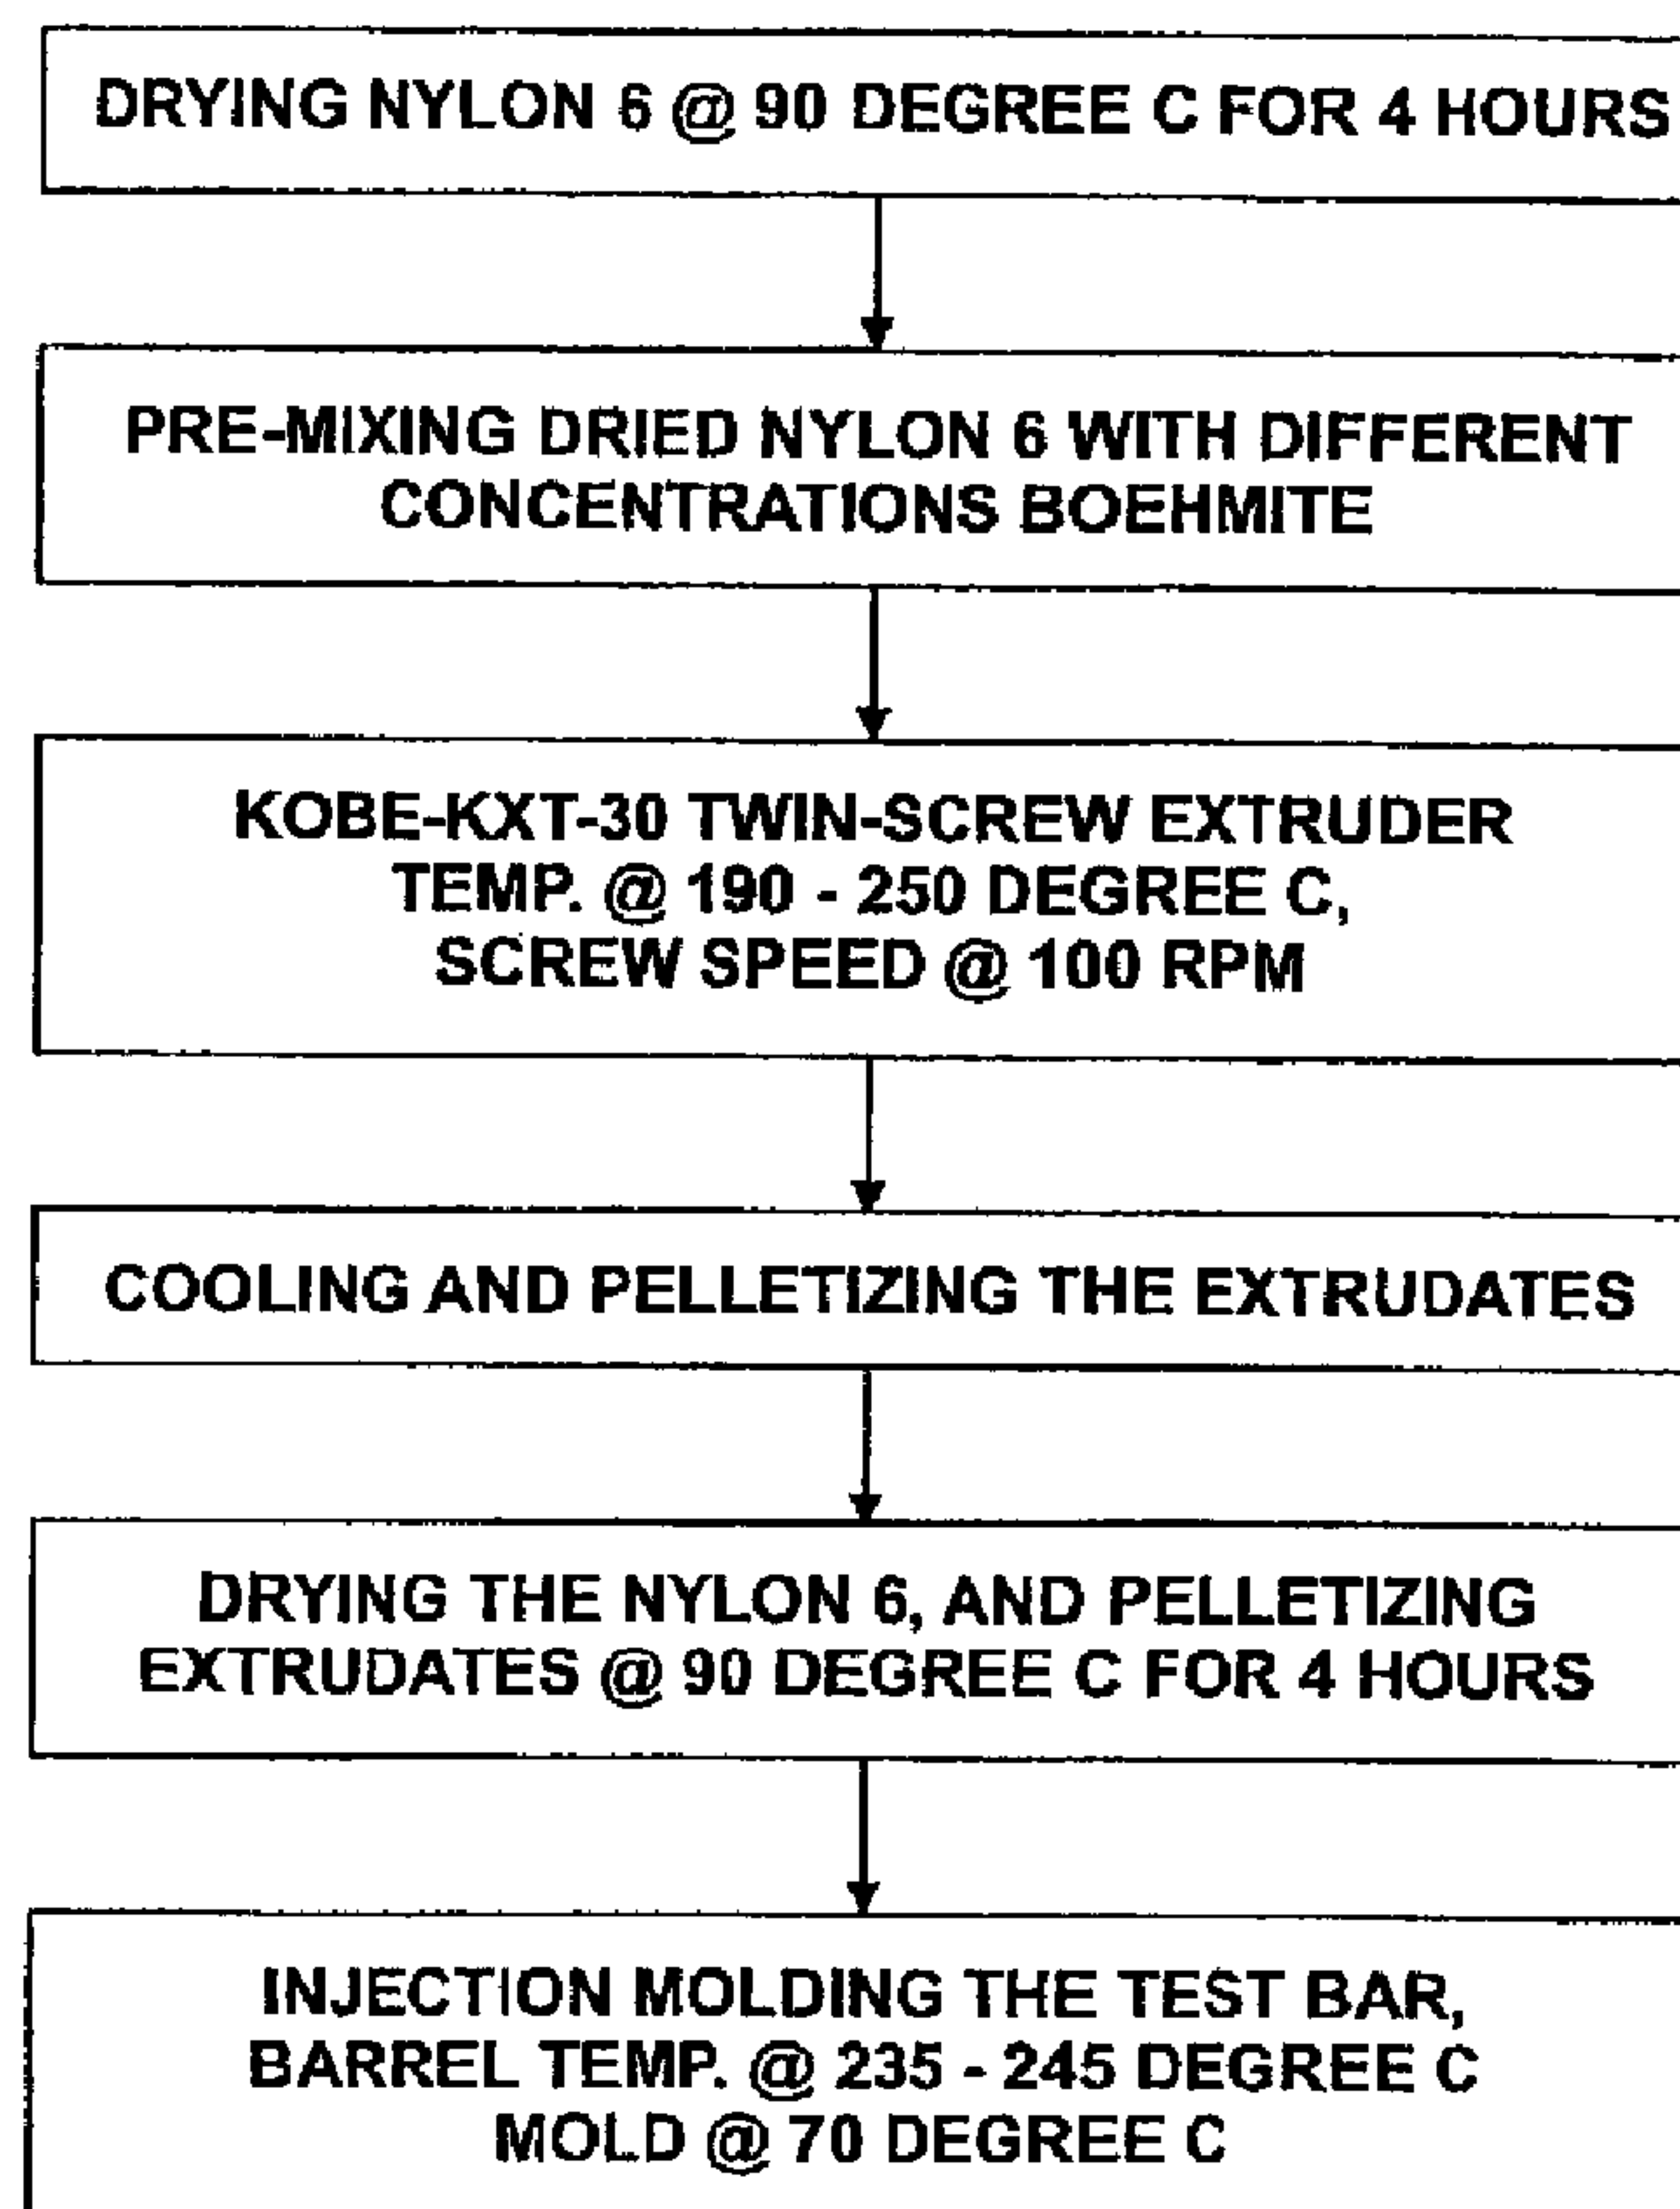 DRYING NYLON 6 @ 90 DEGREE C FOR 4 HOURS
PRE-MIXING DRIED NYLON 6 WITH DIFFERENT
CONCENTRATIONS BOEHMITE
KOBE-KXT-30 TWIN-SCREW EXTRUDER
TEMP. @ 190 - 250 DEGREE C,
SCREW SPEED @ 100 RPM
COOLING AND PELLETIZING THE EXTRUDATES
DRYING THE NYLON 6, AND PELLETIZING
EXTRUDATES @ 90 DEGREE C FOR 4 HOURS
INJECTION MOLDING THE TEST BAR,
BARREL TEMP. @ 235 - 245 DEGREE C
MOLD @ 70 DEGREE C